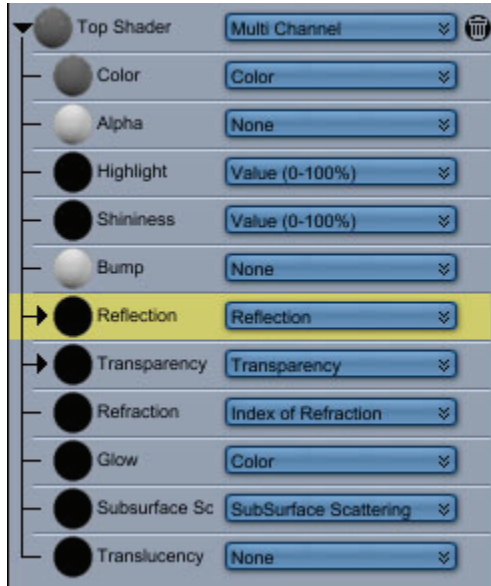 Top Shader Multi Channel
Color Color
Alpha None
Highlight Value (0-100%)
Shininess Value (0-100%)
Bump None
Reflection Reflection
Transparency Transparency
Refraction Index of Refraction
Glow Color
Subsurface Sc SubSurface Scattering
Translucency None